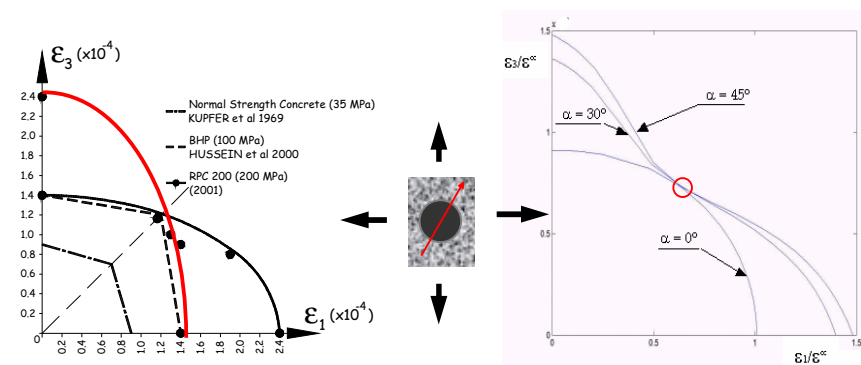 ε3 (x10-4)
2.4
2.2
2.0
1.8
1.6
1.4
1.2
1.0
0.8
0.6
0.4
0.2
0
0.2
0.4
0.6
0.8
1.0
1.2
1.4
1.6
1.8
2.0
2.2
2.4
ε1 (x10-4)
Normal Strength Concrete (35 MPa)
KUPFER et al 1969
BHP (100 MPa)
HUSSEIN et al 2000
RPC 200 (200 MPa)
(2001)
x
1.5
ε3/ε∝
1
0.5
0
0
0.5
1
1.5
ε1/ε∝
α = 45º
α = 30º
α = 0º